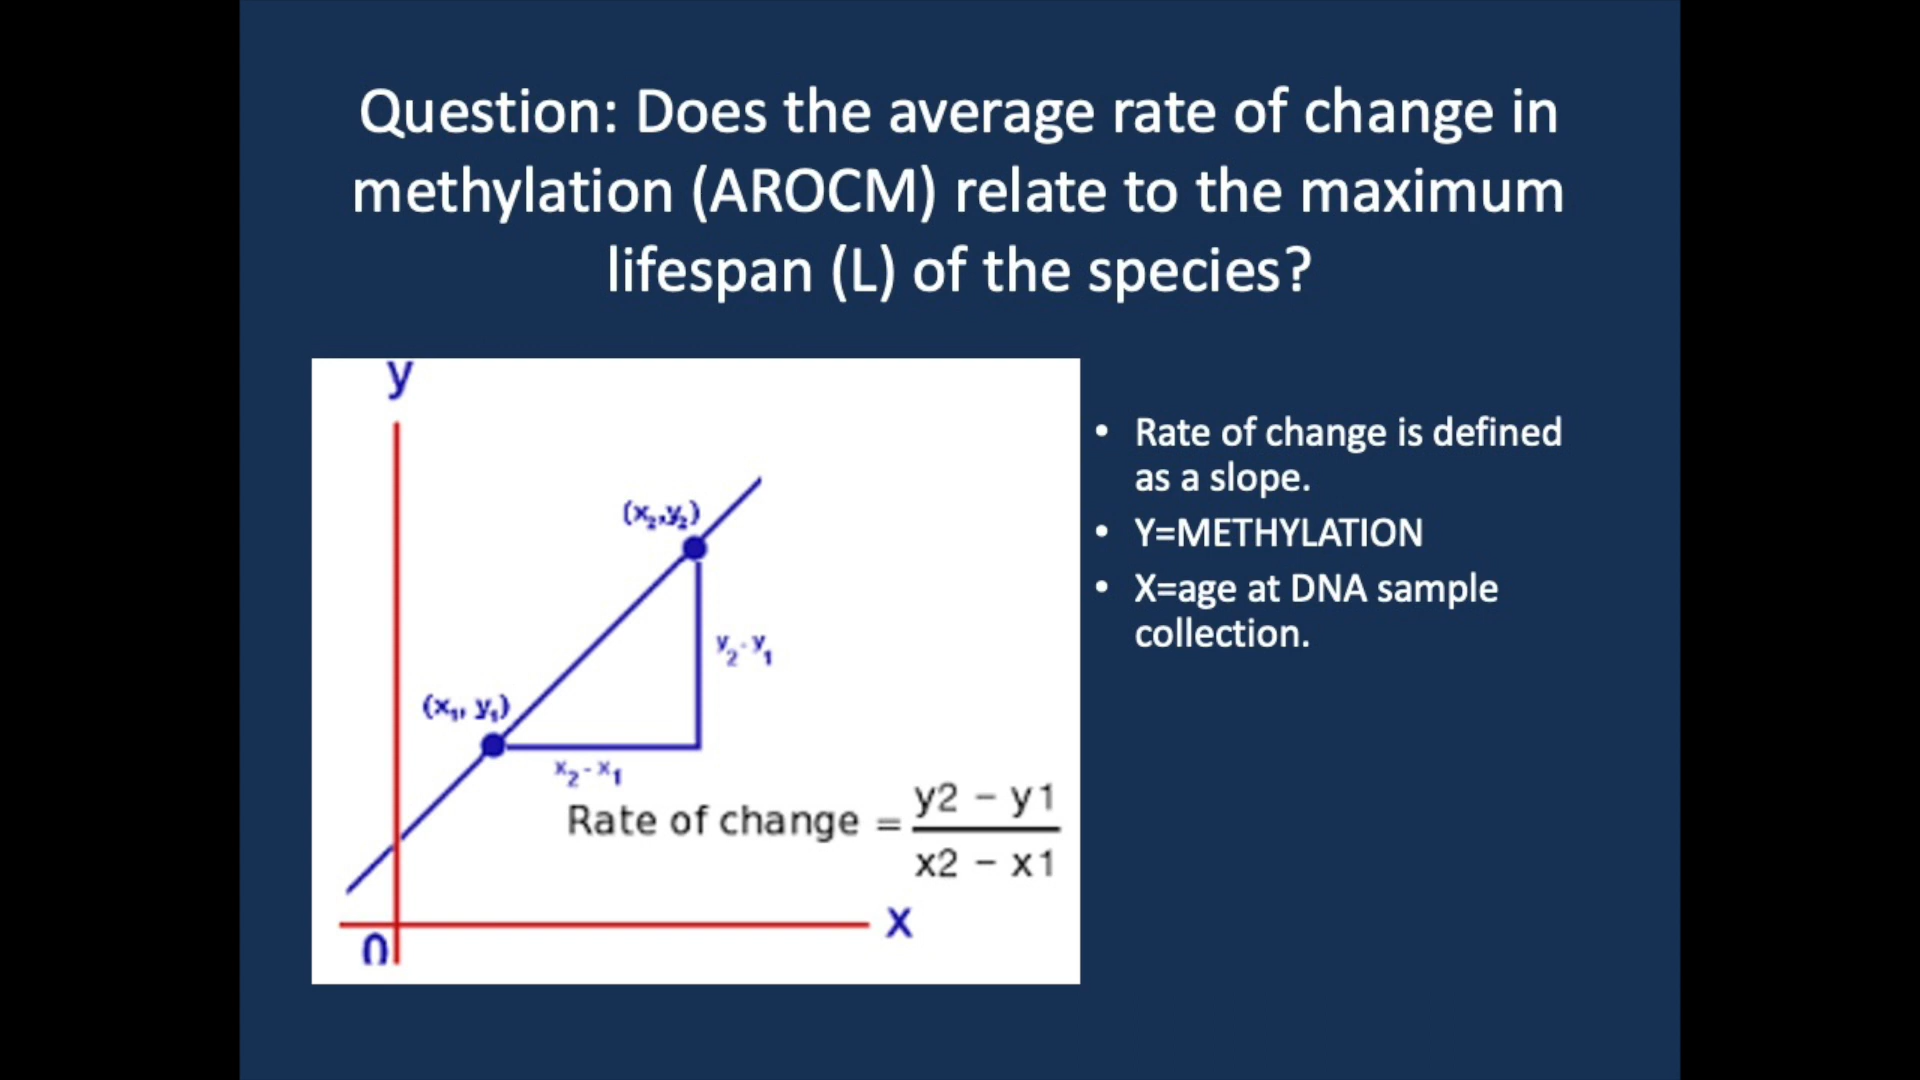 Question: Does the average rate of change in
methylation (AROCM) relate to the maximum
lifespan (L) of the species?
y
(x₂,y₂)
y₂ - y₁
(x₁, y₁)
x₂ - x₁
Rate of change = y2 − y1
x2 − x1
x
0
• Rate of change is defined
as a slope.
• Y=METHYLATION
• X=age at DNA sample
collection.